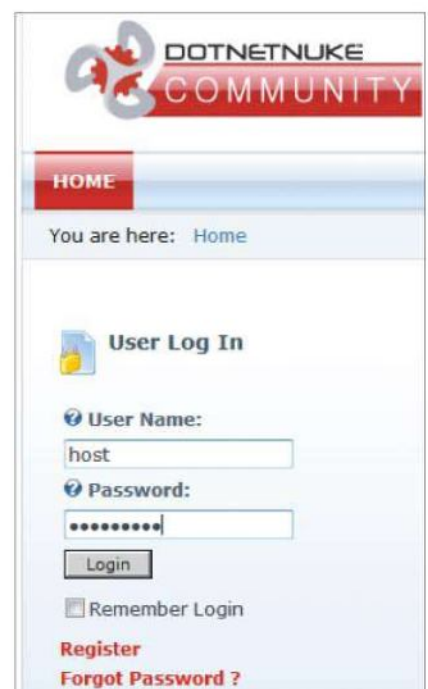 DOTNETNUKE
COMMUNITY
HOME
You are here: Home
User Log In
User Name:
host
Password:
•••••••••
Login
Remember Login
Register
Forgot Password ?